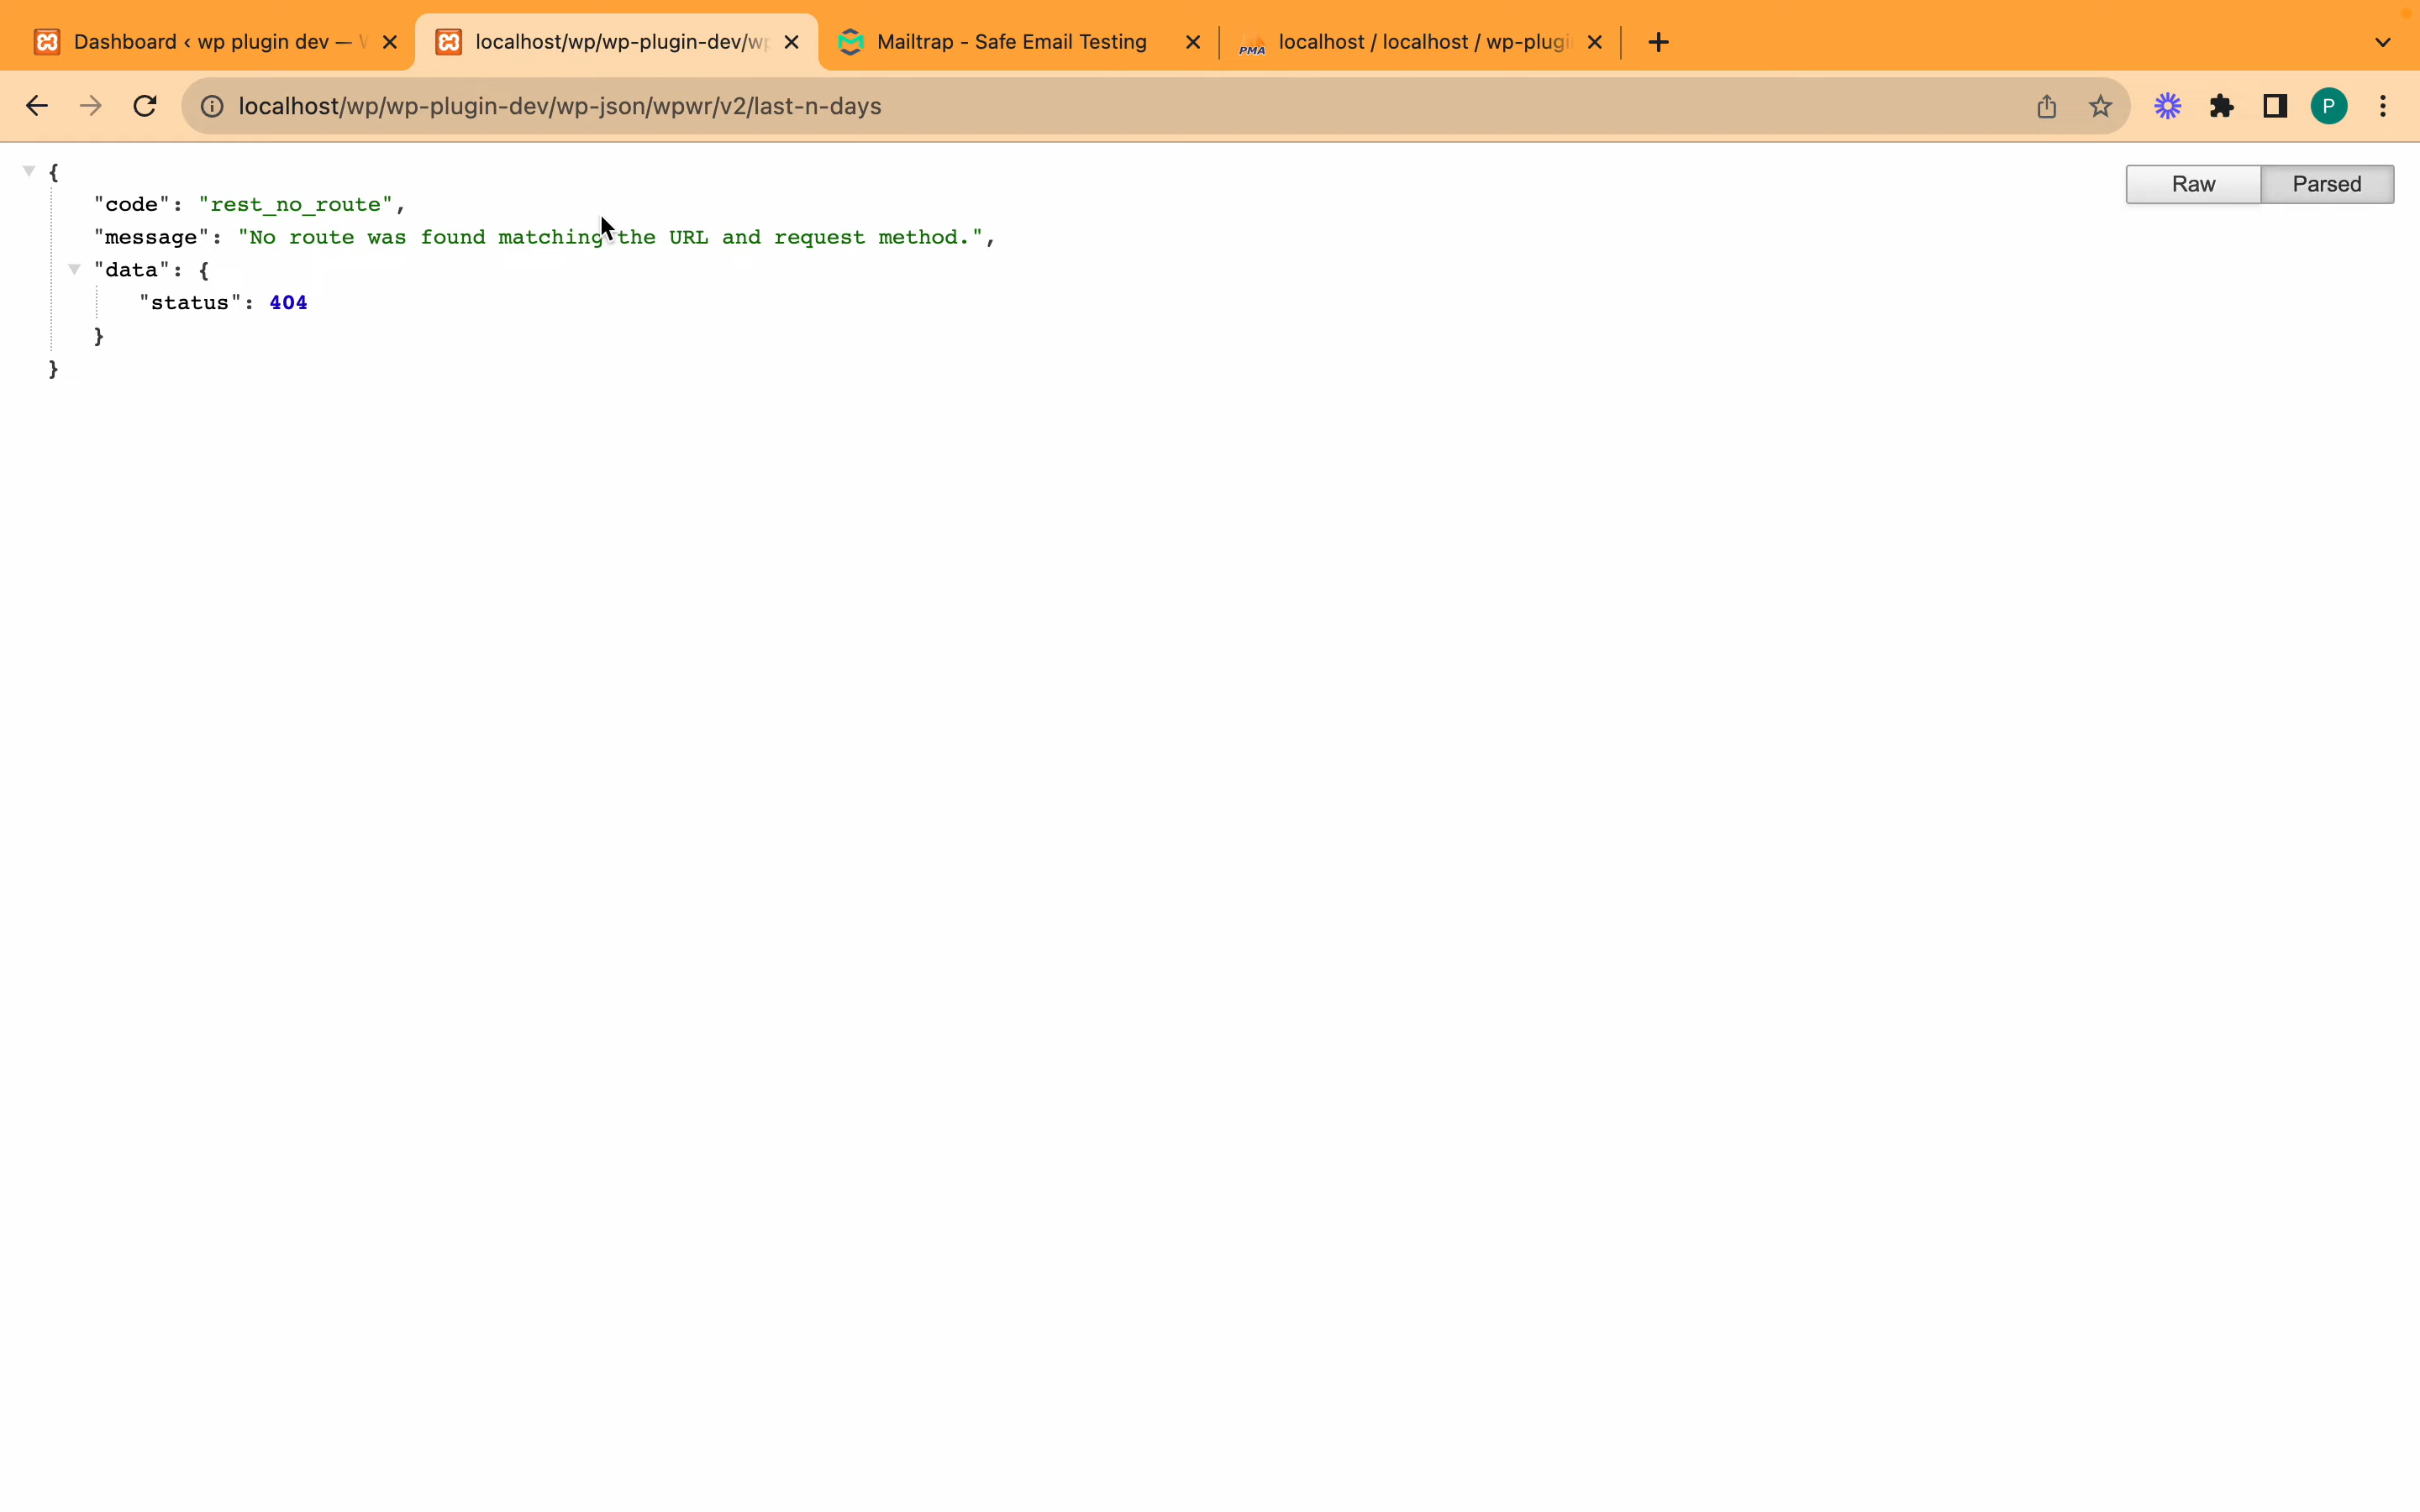 Dashboard ‹ wp plugin dev — W
localhost/wp/wp-plugin-dev/wp
Mailtrap - Safe Email Testing
PMA
localhost / localhost / wp-plugi
localhost/wp/wp-plugin-dev/wp-json/wpwr/v2/last-n-days
P
Raw
Parsed
{
"code": "rest_no_route",
"message": "No route was found matching the URL and request method.",
"data": {
"status": 404
}
}